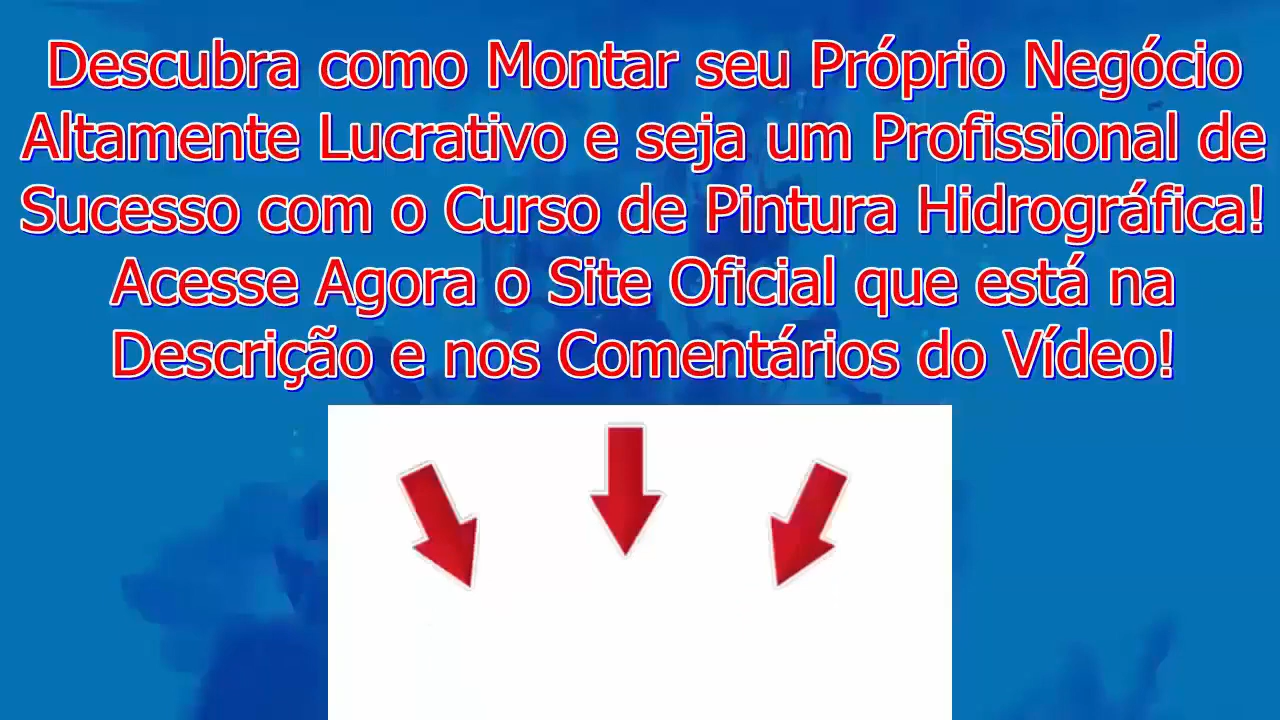 Descubra como Montar seu Próprio Negócio
Altamente Lucrativo e seja um Profissional de
Sucesso com o Curso de Pintura Hidrográfica!
Acesse Agora o Site Oficial que está na
Descrição e nos Comentários do Vídeo!